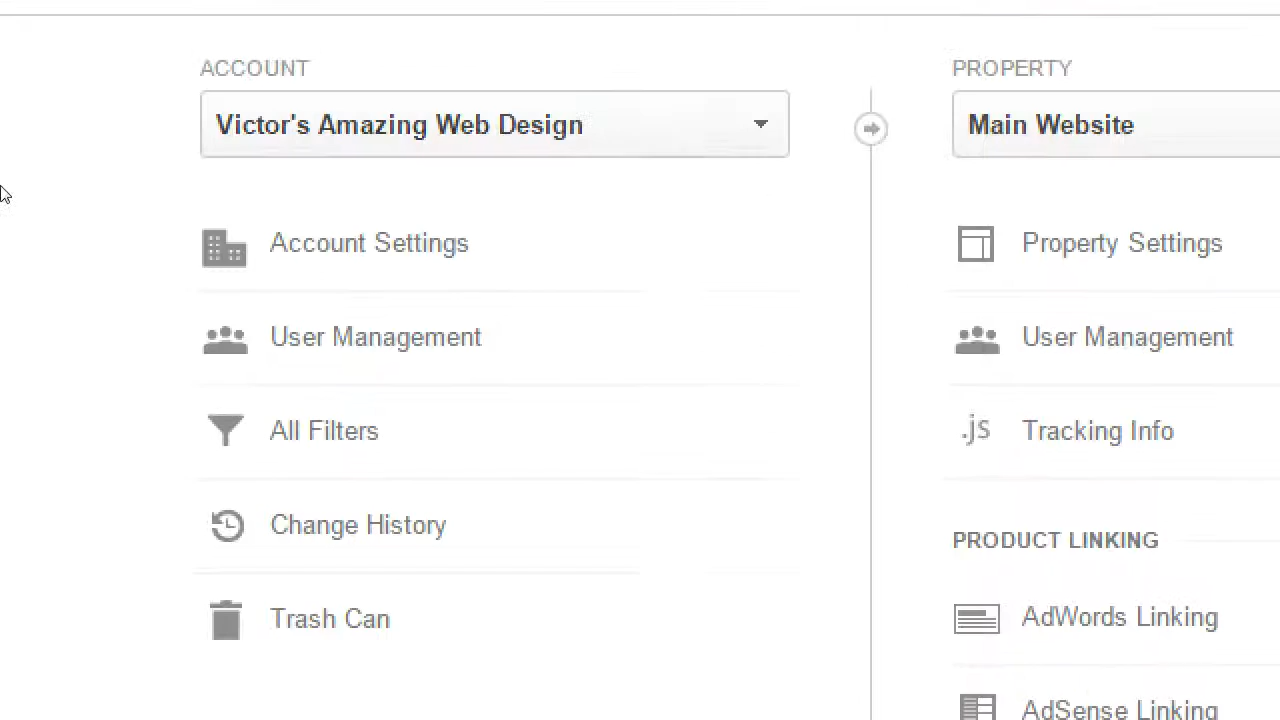 ACCOUNT
Victor's Amazing Web Design
Account Settings
User Management
All Filters
Change History
Trash Can
PROPERTY
Main Website
Property Settings
User Management
.js Tracking Info
PRODUCT LINKING
AdWords Linking
AdSense Linking